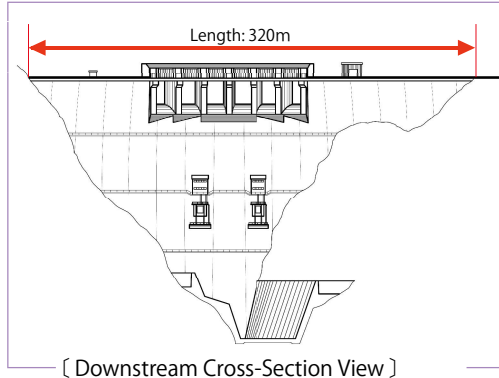 Length: 320m
〔 Downstream Cross-Section View 〕